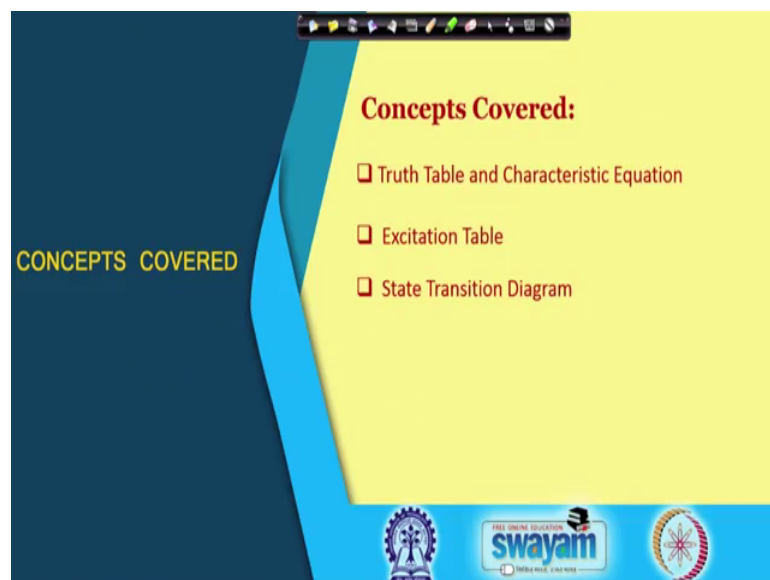 Concepts Covered:
Truth Table and Characteristic Equation
CONCEPTS COVERED
Excitation Table
State Transition Diagram
FREE ONLINE EDUCATION
swayam